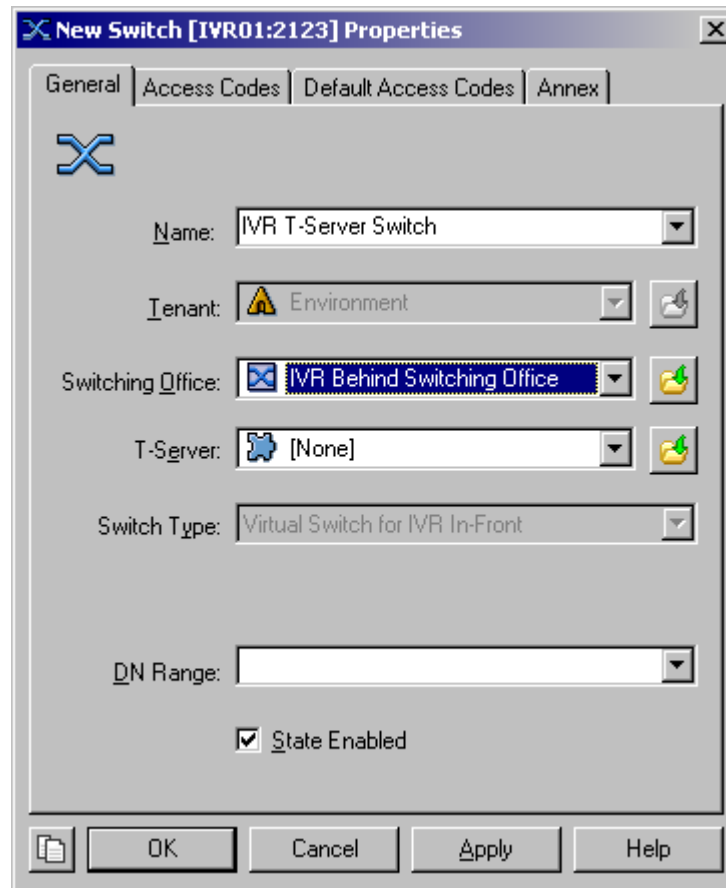 New Switch [IVR01:2123] Properties
General Access Codes Default Access Codes Annex
Name: IVR T-Server Switch
Tenant: Environment
Switching Office: IVR Behind Switching Office
T-Server: [None]
Switch Type: Virtual Switch for IVR In-Front
DN Range:
State Enabled
OK Cancel Apply Help